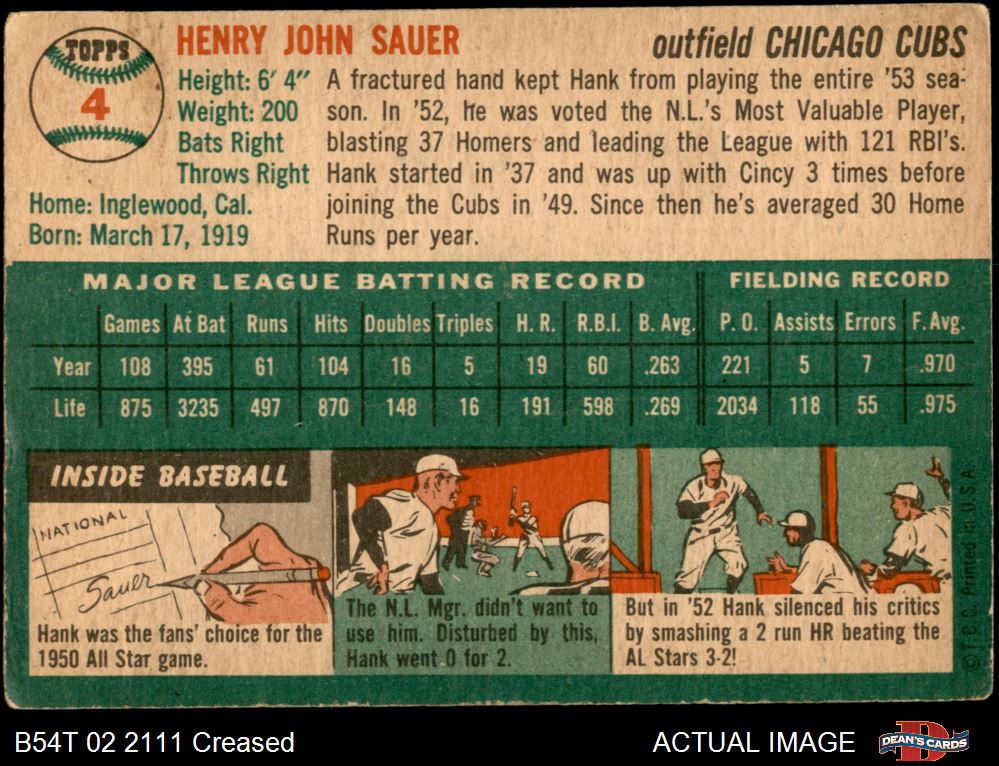 TOPPS
4
HENRY JOHN SAUER
outfield CHICAGO CUBS
Height: 6' 4"
Weight: 200
Bats Right
Throws Right
Home: Inglewood, Cal.
Born: March 17, 1919
A fractured hand kept Hank from playing the entire '53 sea-
son. In '52, he was voted the N.L.'s Most Valuable Player,
blasting 37 Homers and leading the League with 121 RBI's.
Hank started in '37 and was up with Cincy 3 times before
joining the Cubs in '49. Since then he's averaged 30 Home
Runs per year.
MAJOR LEAGUE BATTING RECORD FIELDING RECORD
Games At Bat Runs Hits Doubles Triples H. R. R.B.I. B. Avg. P. O. Assists Errors F. Avg.
Year 108 395 61 104 16 5 19 60 .263 221 5 7 .970
Life 875 3235 497 870 148 16 191 598 .269 2034 118 55 .975
INSIDE BASEBALL
NATIONAL
Sauer
Hank was the fans' choice for the
1950 All Star game.
The N.L. Mgr. didn't want to
use him. Disturbed by this,
Hank went 0 for 2.
But in '52 Hank silenced his critics
by smashing a 2 run HR beating the
AL Stars 3-2!
© T. C. G. Printed in U.S.A.
B54T 02 2111 Creased
ACTUAL IMAGE
DEAN'S CARDS